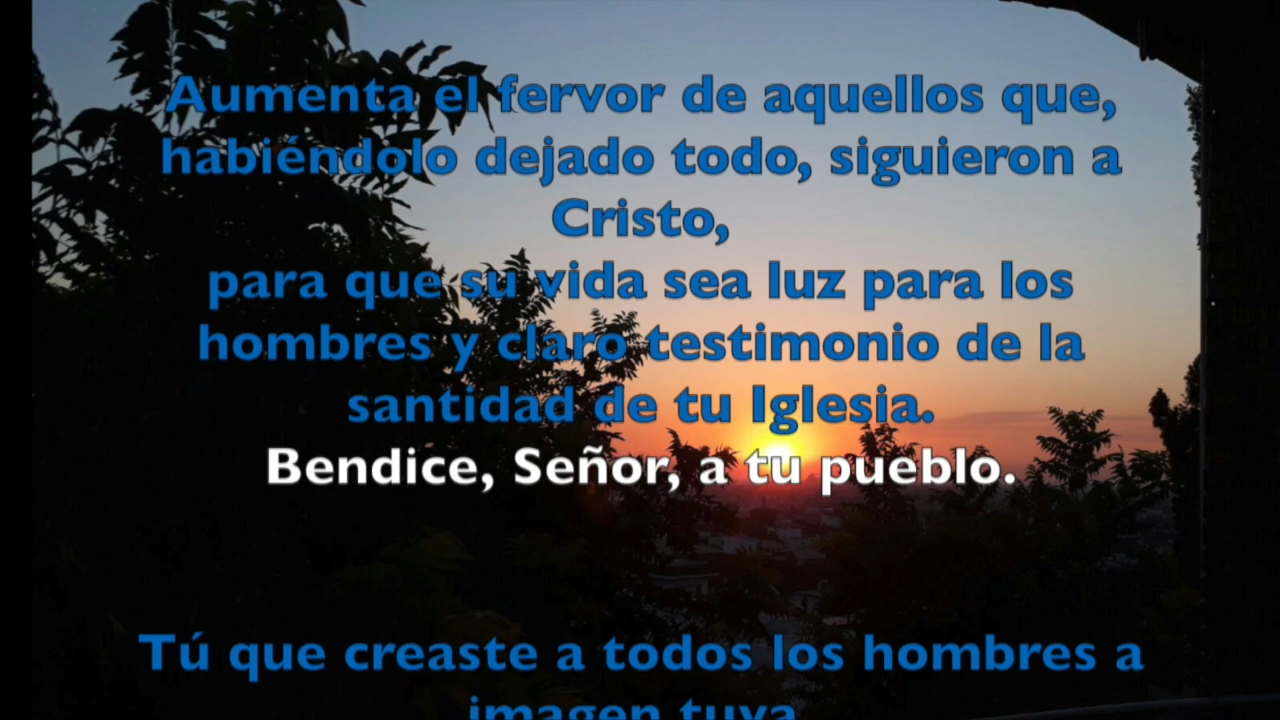 Aumenta el fervor de aquellos que,
habiéndolo dejado todo, siguieron a
Cristo,
para que su vida sea luz para los
hombres y claro testimonio de la
santidad de tu Iglesia.
Bendice, Señor, a tu pueblo.
Tú que creaste a todos los hombres a
imagen tuya